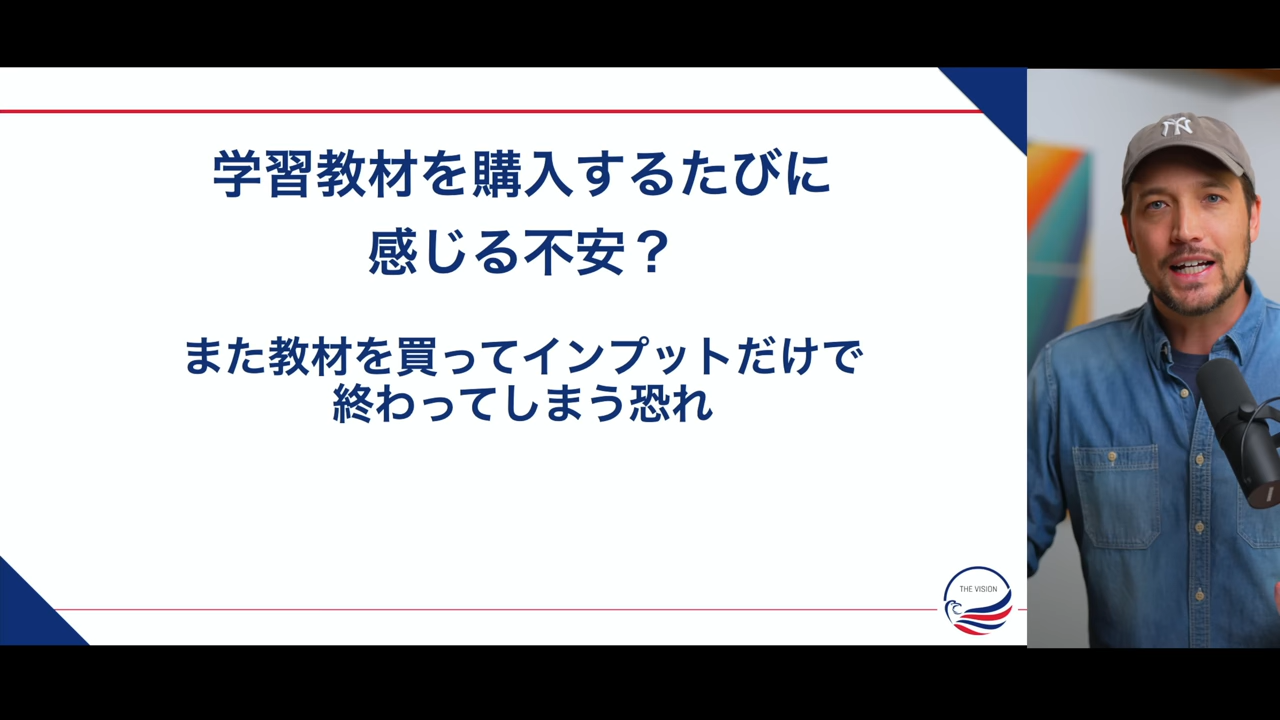 学習教材を購入するたびに
感じる不安？
また教材を買ってインプットだけで
終わってしまう恐れ
THE VISION
NY